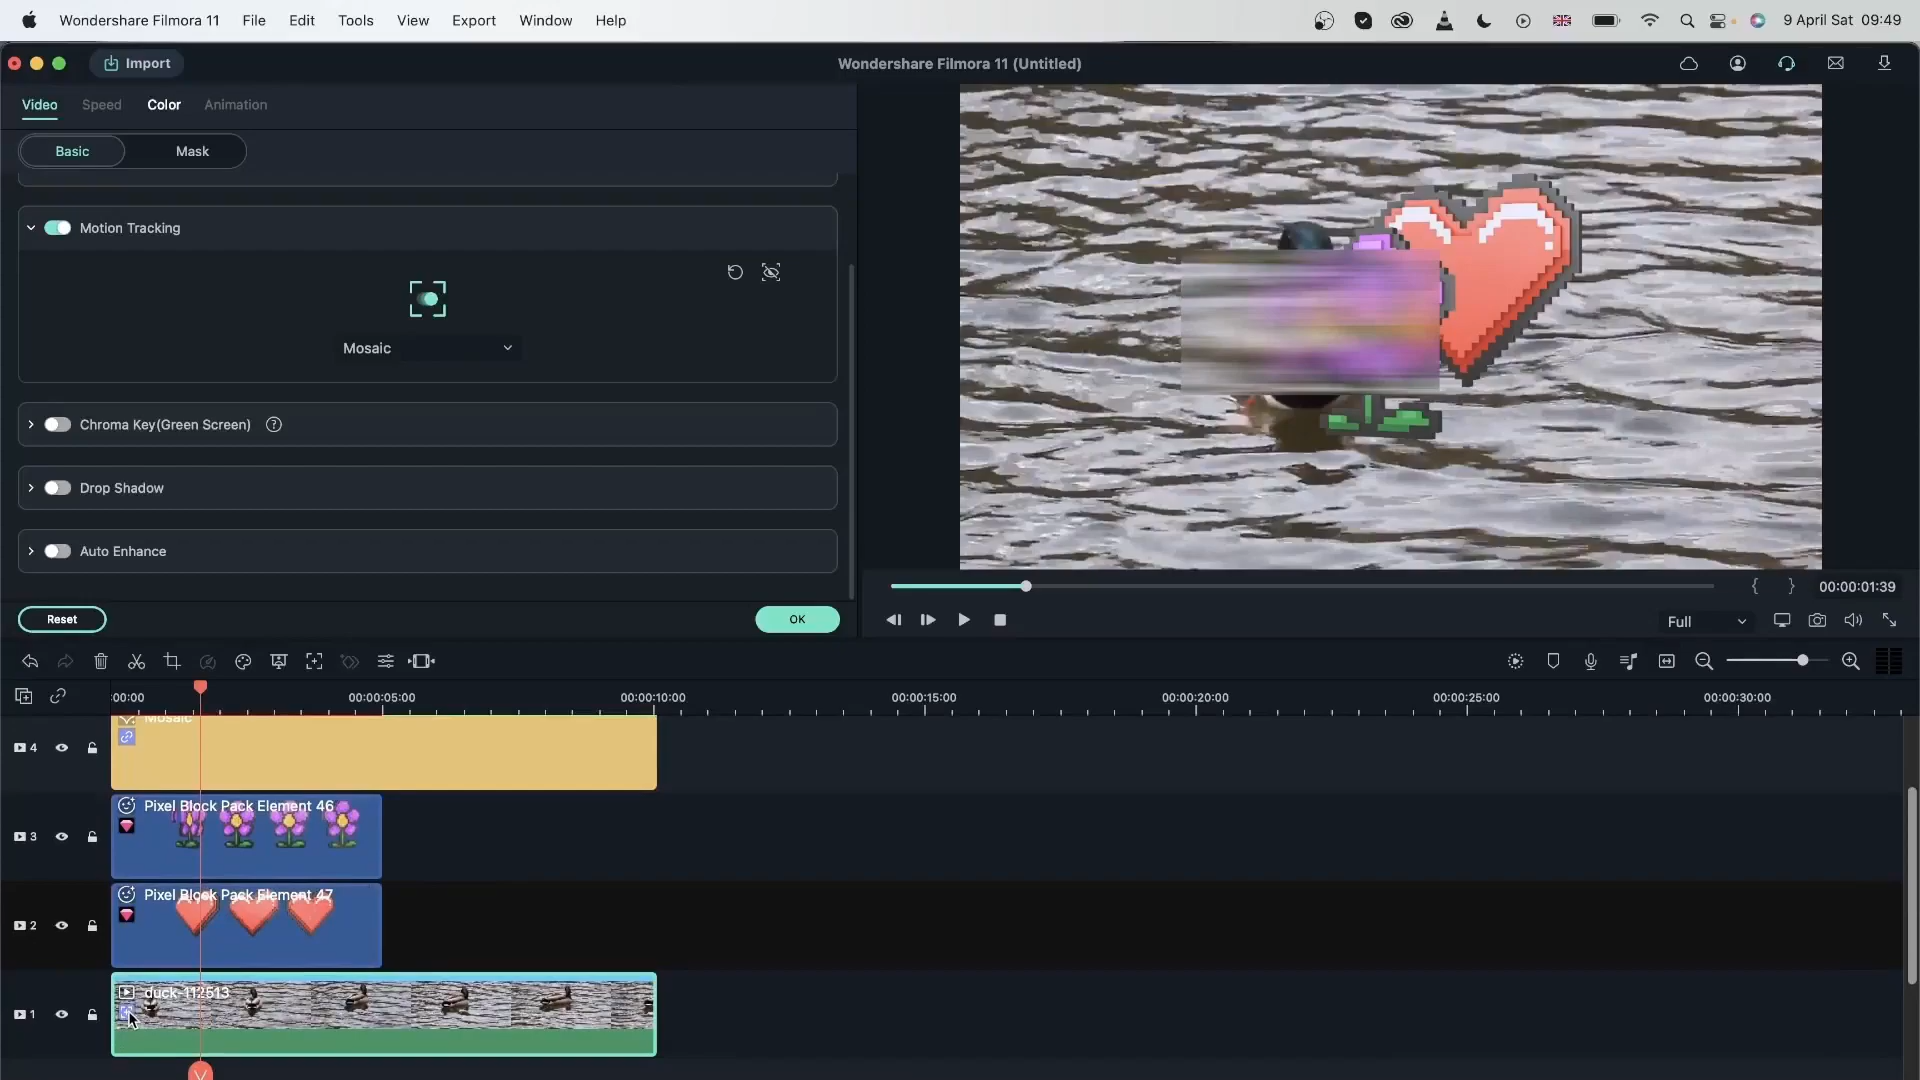 Wondershare Filmora 11 File Edit Tools View Export Window Help 9 April Sat 09:49
Import Wondershare Filmora 11 (Untitled)
Video Speed Color Animation
Basic Mask
Motion Tracking
Mosaic
Chroma Key(Green Screen) ?
Drop Shadow
Auto Enhance
{ } 00:00:01:39
Reset OK
Full
:00:00 00:00:05:00 00:00:10:00 00:00:15:00 00:00:20:00 00:00:25:00 00:00:30:00
Mosaic
4
Pixel Block Pack Element 46
3
Pixel Block Pack Element 47
2
duck-112513
1